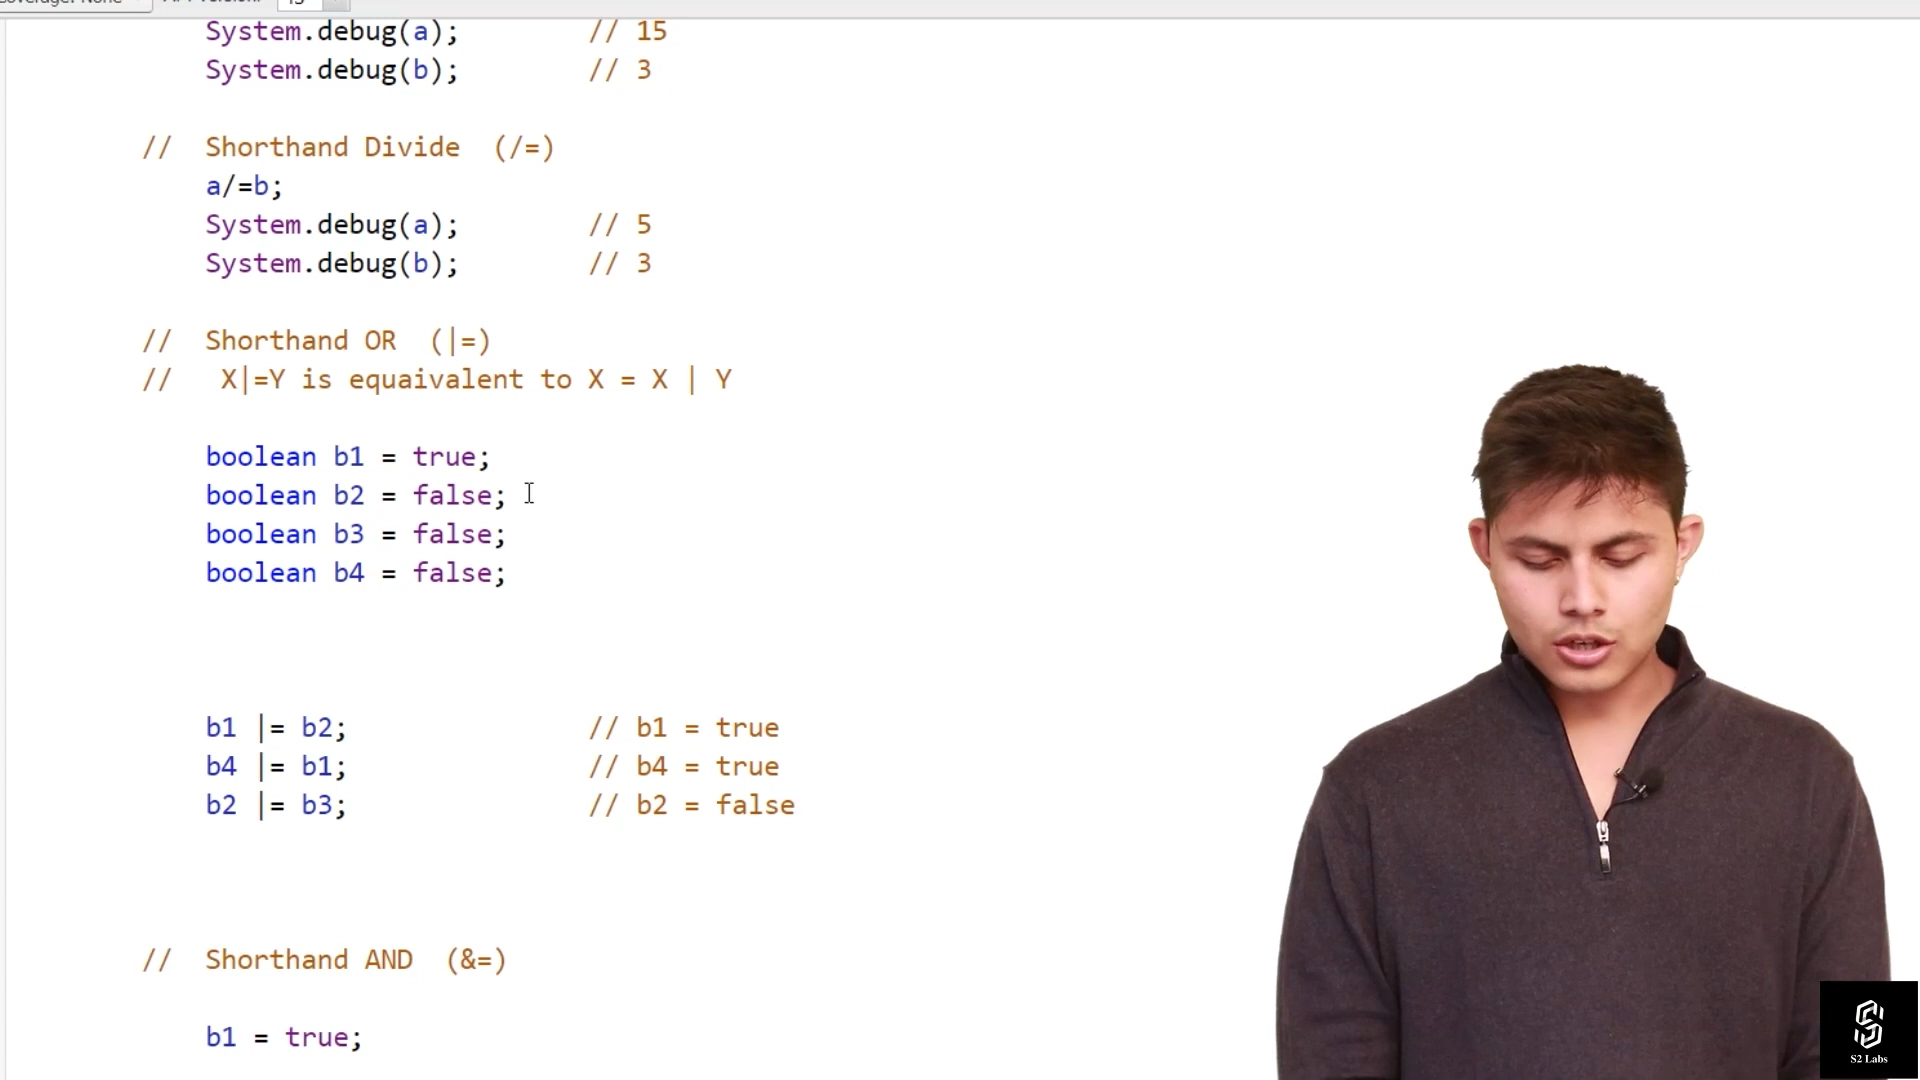 System.debug(a); // 15
System.debug(b); // 3
// Shorthand Divide (/=)
a/=b;
System.debug(a); // 5
System.debug(b); // 3
// Shorthand OR (|=)
// X|=Y is equaivalent to X = X | Y
boolean b1 = true;
boolean b2 = false;
boolean b3 = false;
boolean b4 = false;
b1 |= b2; // b1 = true
b4 |= b1; // b4 = true
b2 |= b3; // b2 = false
// Shorthand AND (&=)
b1 = true;
S2 Labs